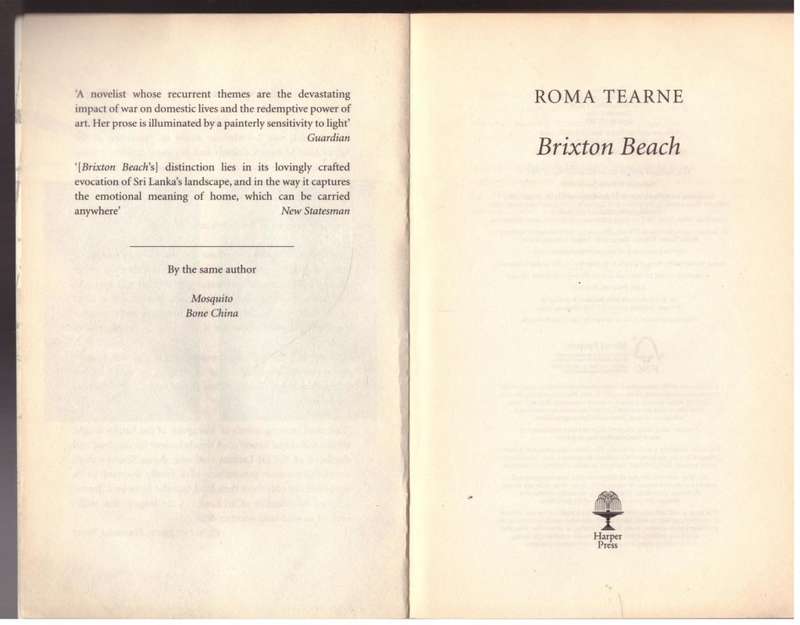 'A novelist whose recurrent themes are the devastating
impact of war on domestic lives and the redemptive power of
art. Her prose is illuminated by a painterly sensitivity to light'
Guardian
'[Brixton Beach's] distinction lies in its lovingly crafted
evocation of Sri Lanka's landscape, and in the way it captures
the emotional meaning of home, which can be carried
anywhere' New Statesman
By the same author
Mosquito
Bone China
ROMA TEARNE
Brixton Beach
Harper
Press